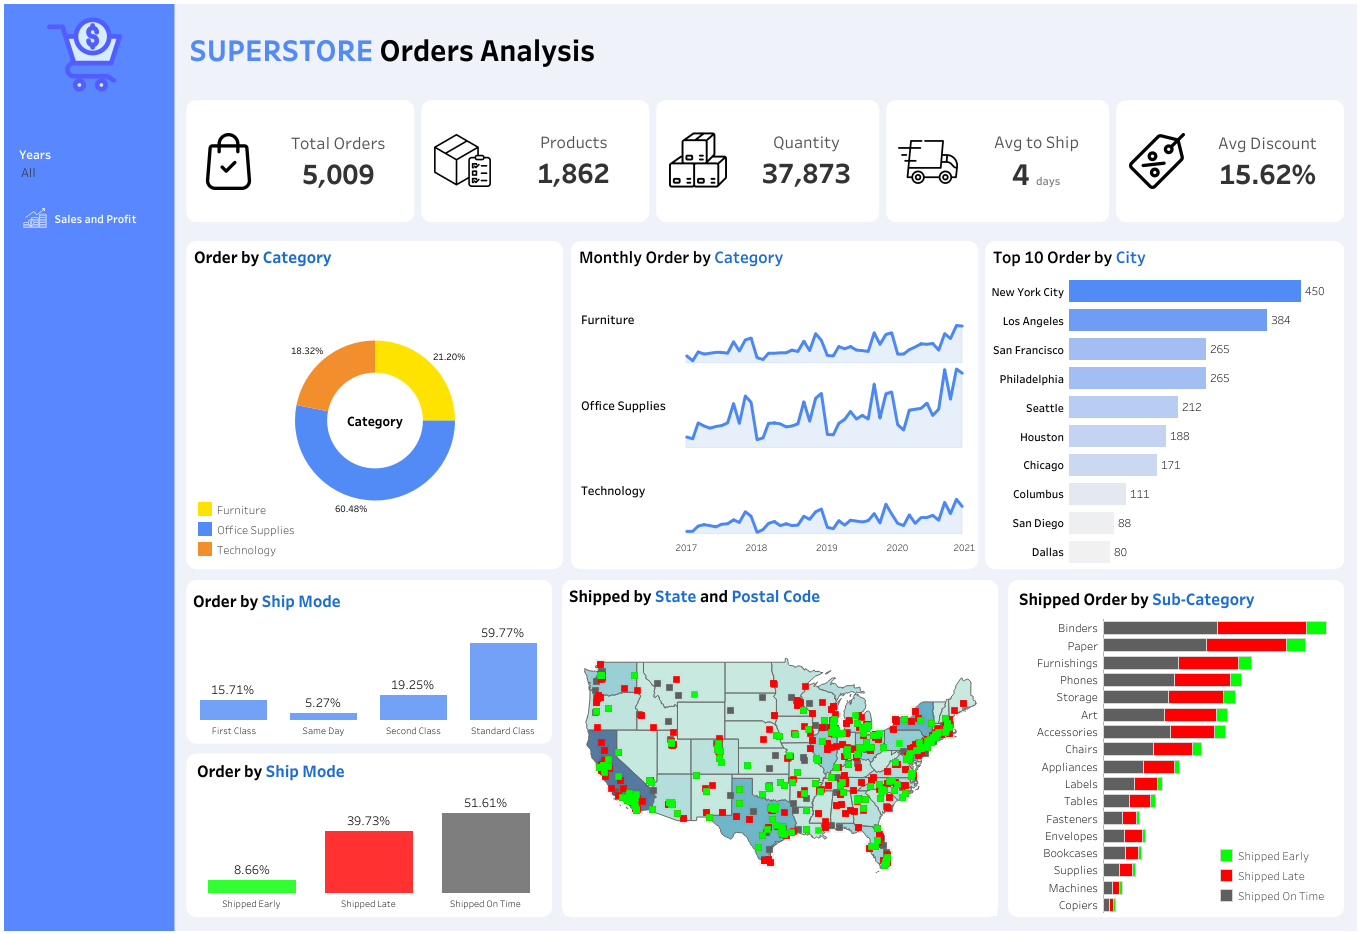 SUPERSTORE Orders Analysis
Years
All
Sales and Profit
Total Orders
5,009
Products
1,862
Quantity
37,873
Avg to Ship
4 days
Avg Discount
15.62%
Order by Category
18.32%
21.20%
Category
60.48%
Furniture
Office Supplies
Technology
Monthly Order by Category
Furniture
Office Supplies
Technology
2017 2018 2019 2020 2021
Top 10 Order by City
New York City 450
Los Angeles 384
San Francisco 265
Philadelphia 265
Seattle 212
Houston 188
Chicago 171
Columbus 111
San Diego 88
Dallas 80
Order by Ship Mode
15.71% 5.27% 19.25% 59.77%
First Class Same Day Second Class Standard Class
Order by Ship Mode
8.66% 39.73% 51.61%
Shipped Early Shipped Late Shipped On Time
Shipped by State and Postal Code
Shipped Order by Sub-Category
Binders
Paper
Furnishings
Phones
Storage
Art
Accessories
Chairs
Appliances
Labels
Tables
Fasteners
Envelopes
Bookcases
Supplies
Machines
Copiers
Shipped Early
Shipped Late
Shipped On Time